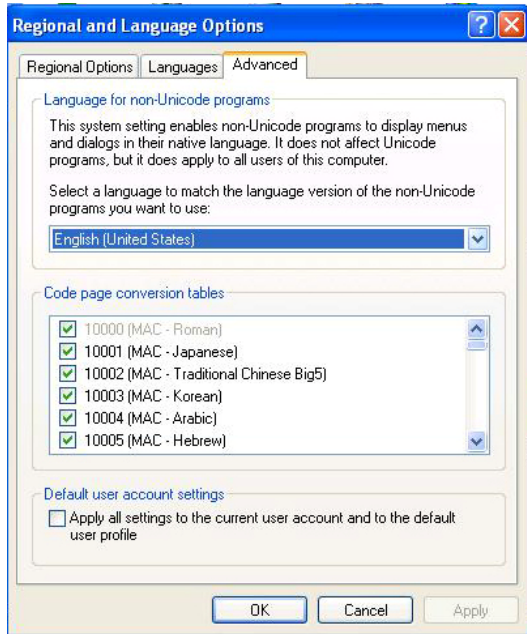 Regional and Language Options
Regional Options
Languages
Advanced
Language for non-Unicode programs
This system setting enables non-Unicode programs to display menus
and dialogs in their native language. It does not affect Unicode
programs, but it does apply to all users of this computer.
Select a language to match the language version of the non-Unicode
programs you want to use:
English (United States)
Code page conversion tables
10000 (MAC - Roman)
10001 (MAC - Japanese)
10002 (MAC - Traditional Chinese Big5)
10003 (MAC - Korean)
10004 (MAC - Arabic)
10005 (MAC - Hebrew)
Default user account settings
Apply all settings to the current user account and to the default
user profile
OK
Cancel
Apply